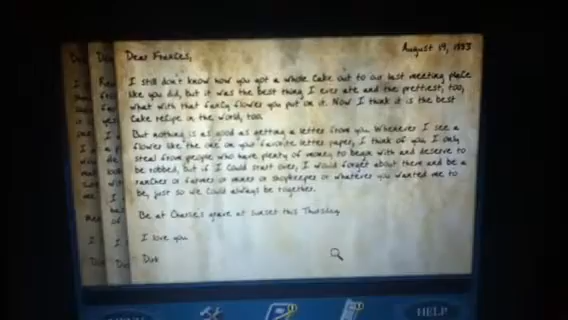 August 19, 1883
Dear Frances,
I still don't know how you got a whole cake out to our last meeting place
like you did, but it was the best thing I ever ate and the prettiest, too,
what with that fancy flower you put on it. Now I think it is the best
cake recipe in the world, too.
But nothing is as good as getting a letter from you. Whenever I see a
flower like the one on your favorite letter paper, I think of you. I only
steal from people who have plenty of money to begin with and deserve to
be robbed, but if I could start over, I would forget about them and be a
rancher or farmer or miner or shopkeeper or whatever you wanted me to
be, just so we could always be together.
Be at Charlie's grave at sunset this Thursday
I love you
Dirk
HELP